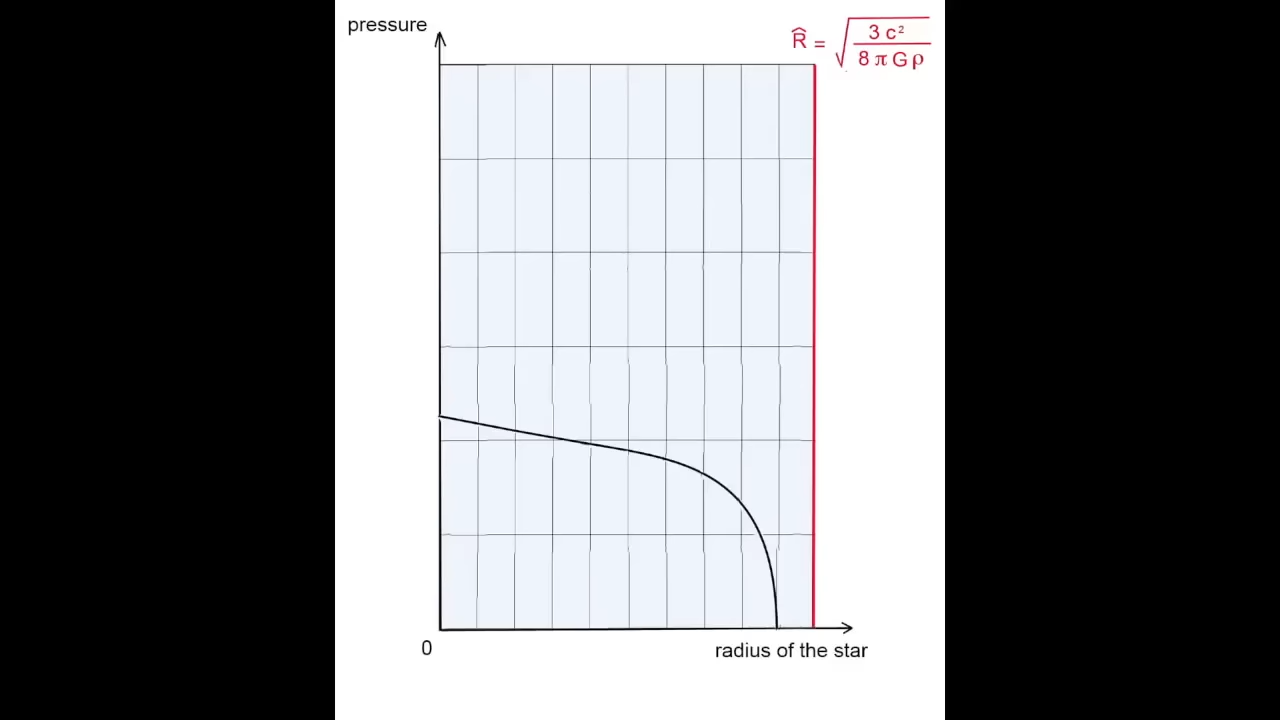 pressure
R̂ = √(3 c² / 8 π G ρ)
0
radius of the star